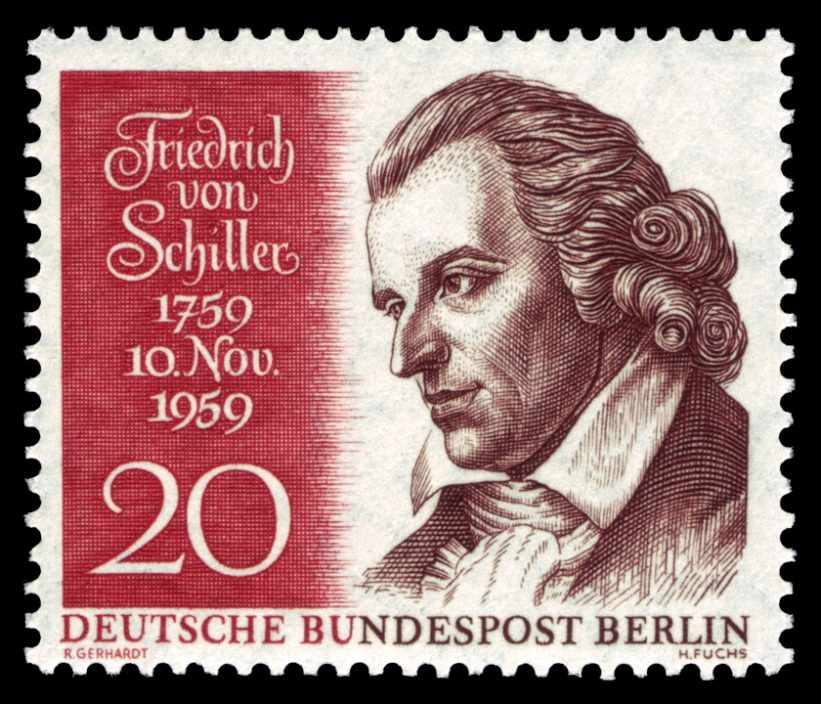 Friedrich
von
Schiller
1759
10. Nov.
1959
20
DEUTSCHE BUNDESPOST BERLIN
R. GERHARDT
H. FUCHS